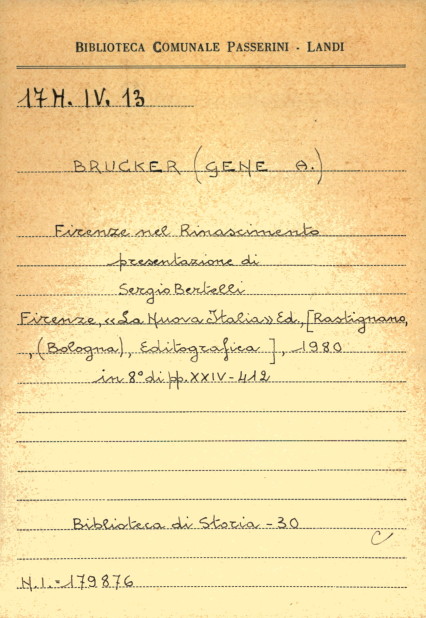 BIBLIOTECA COMUNALE PASSERINI - LANDI
17 H. IV. 13
BRUCKER (GENE A.)
Firenze nel Rinascimento
presentazione di
Sergio Bertelli
Firenze, «La Nuova Italia» Ed., [Rastignano,
, (Bologna), Editografica ], 1980
in 8° di pp. XXIV-412
Biblioteca di Storia - 30
C
N.I. = 179876